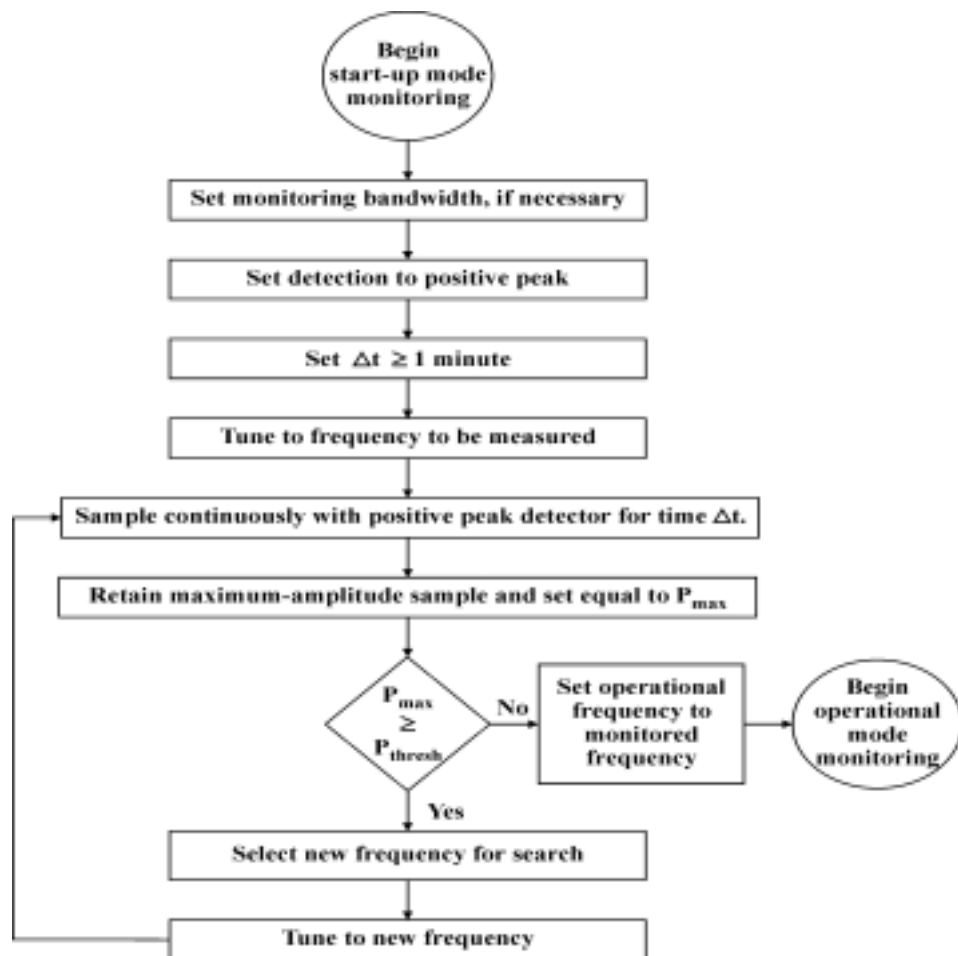 Begin
start-up mode
monitoring
Set monitoring bandwidth, if necessary
Set detection to positive peak
Set △t ≥ 1 minute
Tune to frequency to be measured
Sample continuously with positive peak detector for time △t.
Retain maximum-amplitude sample and set equal to Pmax
Pmax
≥
Pthresh
No
Set operational
frequency to
monitored
frequency
Begin
operational
mode
monitoring
Yes
Select new frequency for search
Tune to new frequency